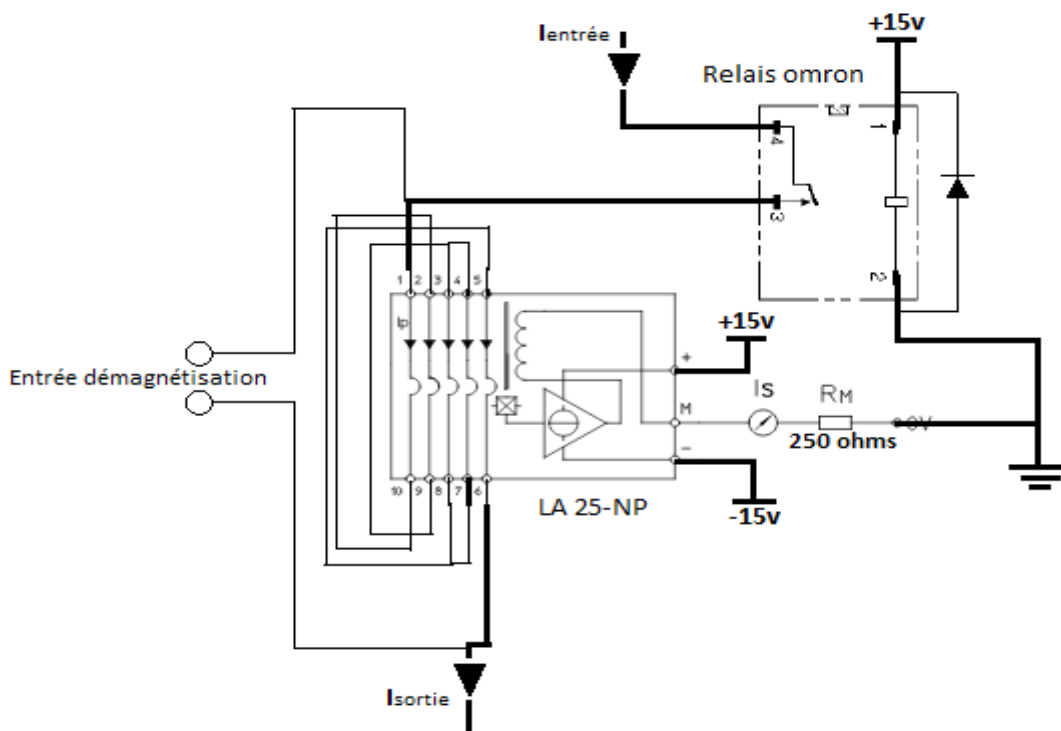 Ientrée
+15v
Relais omron
1
4
3
2
1 2 3 4 5
Ip
Entrée démagnétisation
+
+15v
M
Is
RM
0V
250 ohms
-
10 9 8 7 6
LA 25-NP
-15v
Isortie